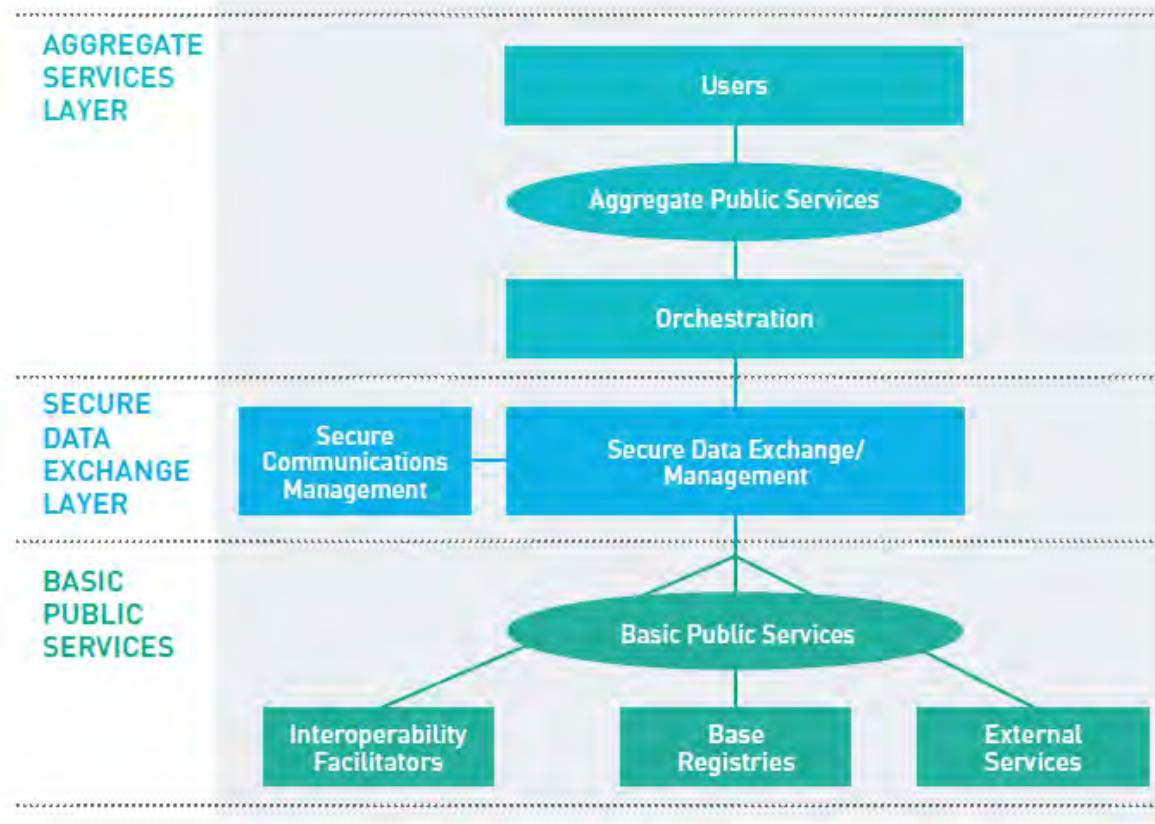 AGGREGATE
SERVICES
LAYER
Users
Aggregate Public Services
Orchestration
SECURE
DATA
EXCHANGE
LAYER
Secure
Communications
Management
Secure Data Exchange/
Management
BASIC
PUBLIC
SERVICES
Basic Public Services
Interoperability
Facilitators
Base
Registries
External
Services